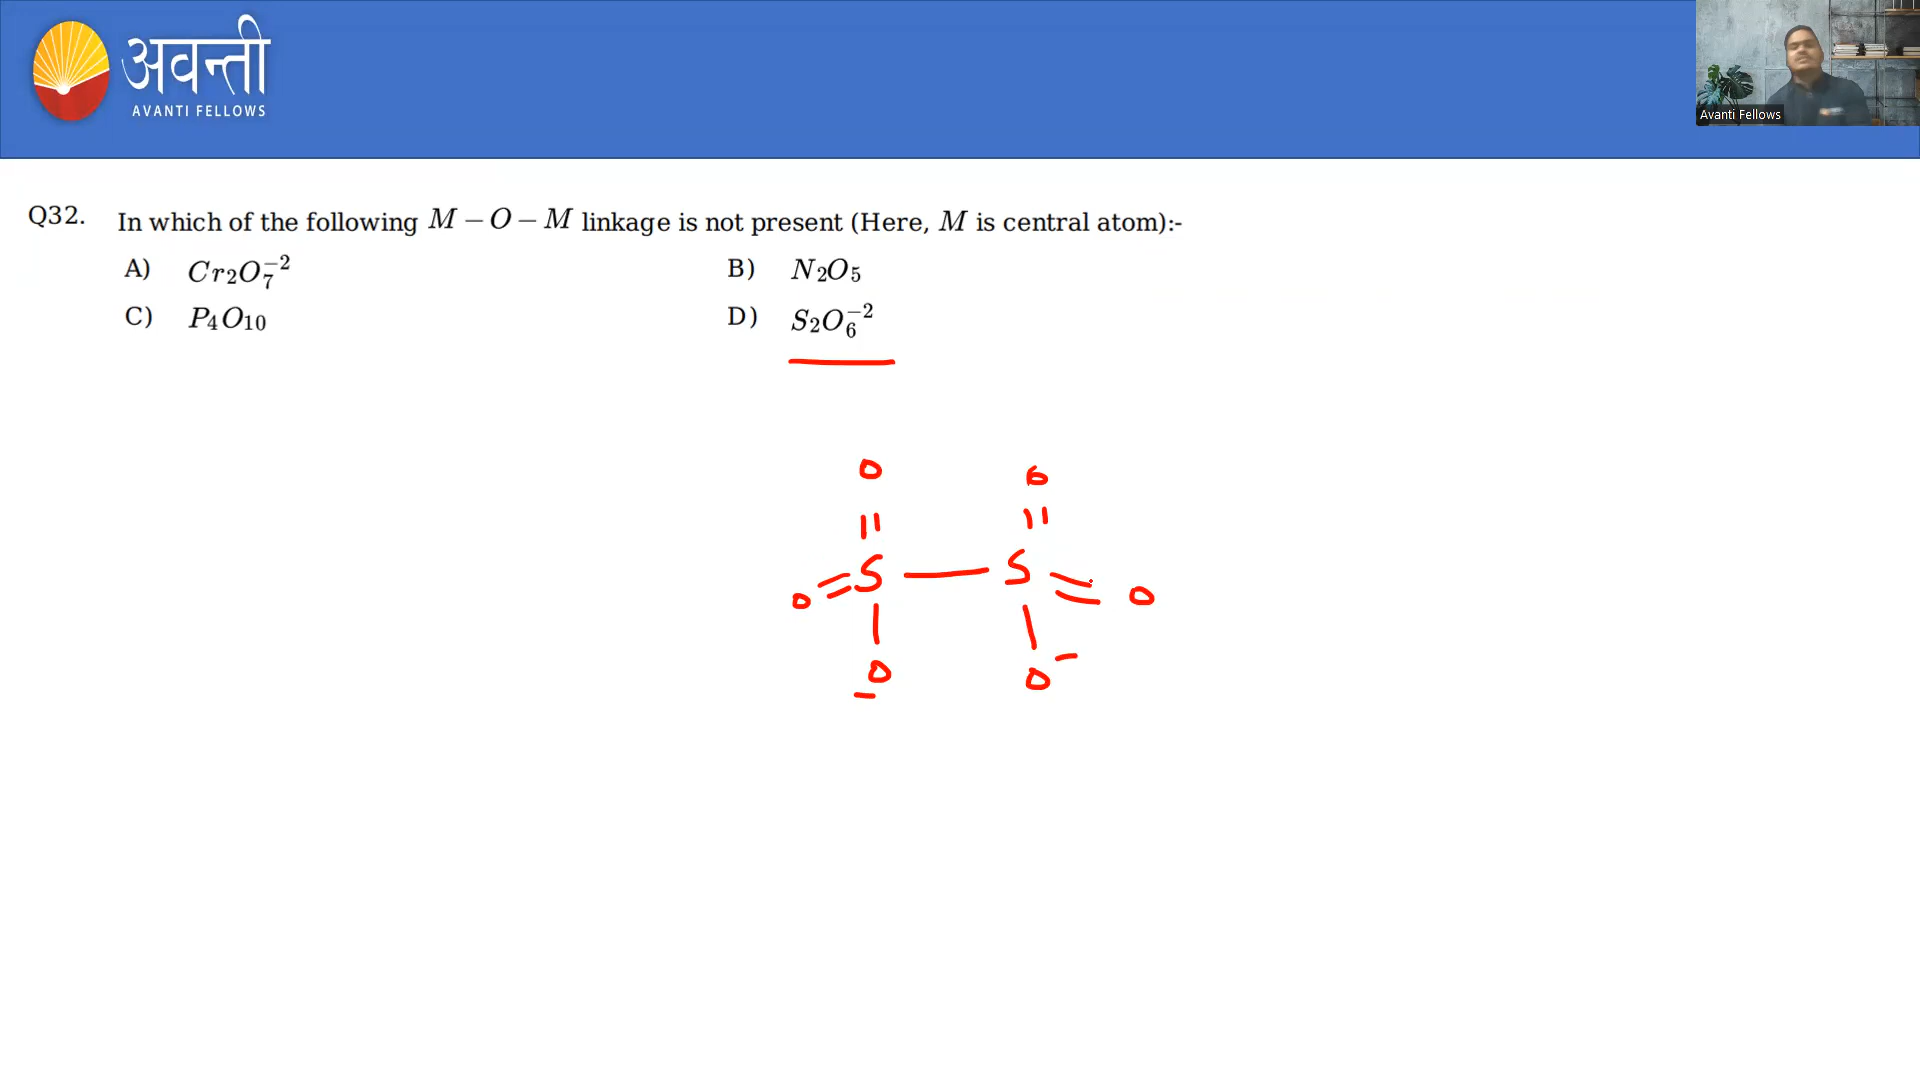 अवन्ती
AVANTI FELLOWS
Avanti Fellows
Q32. In which of the following M − O − M linkage is not present (Here, M is central atom):-
A) Cr₂O₇⁻² B) N₂O₅
C) P₄O₁₀ D) S₂O₆⁻²
O O
|| ||
O = S — S = O
| |
O⁻ O⁻